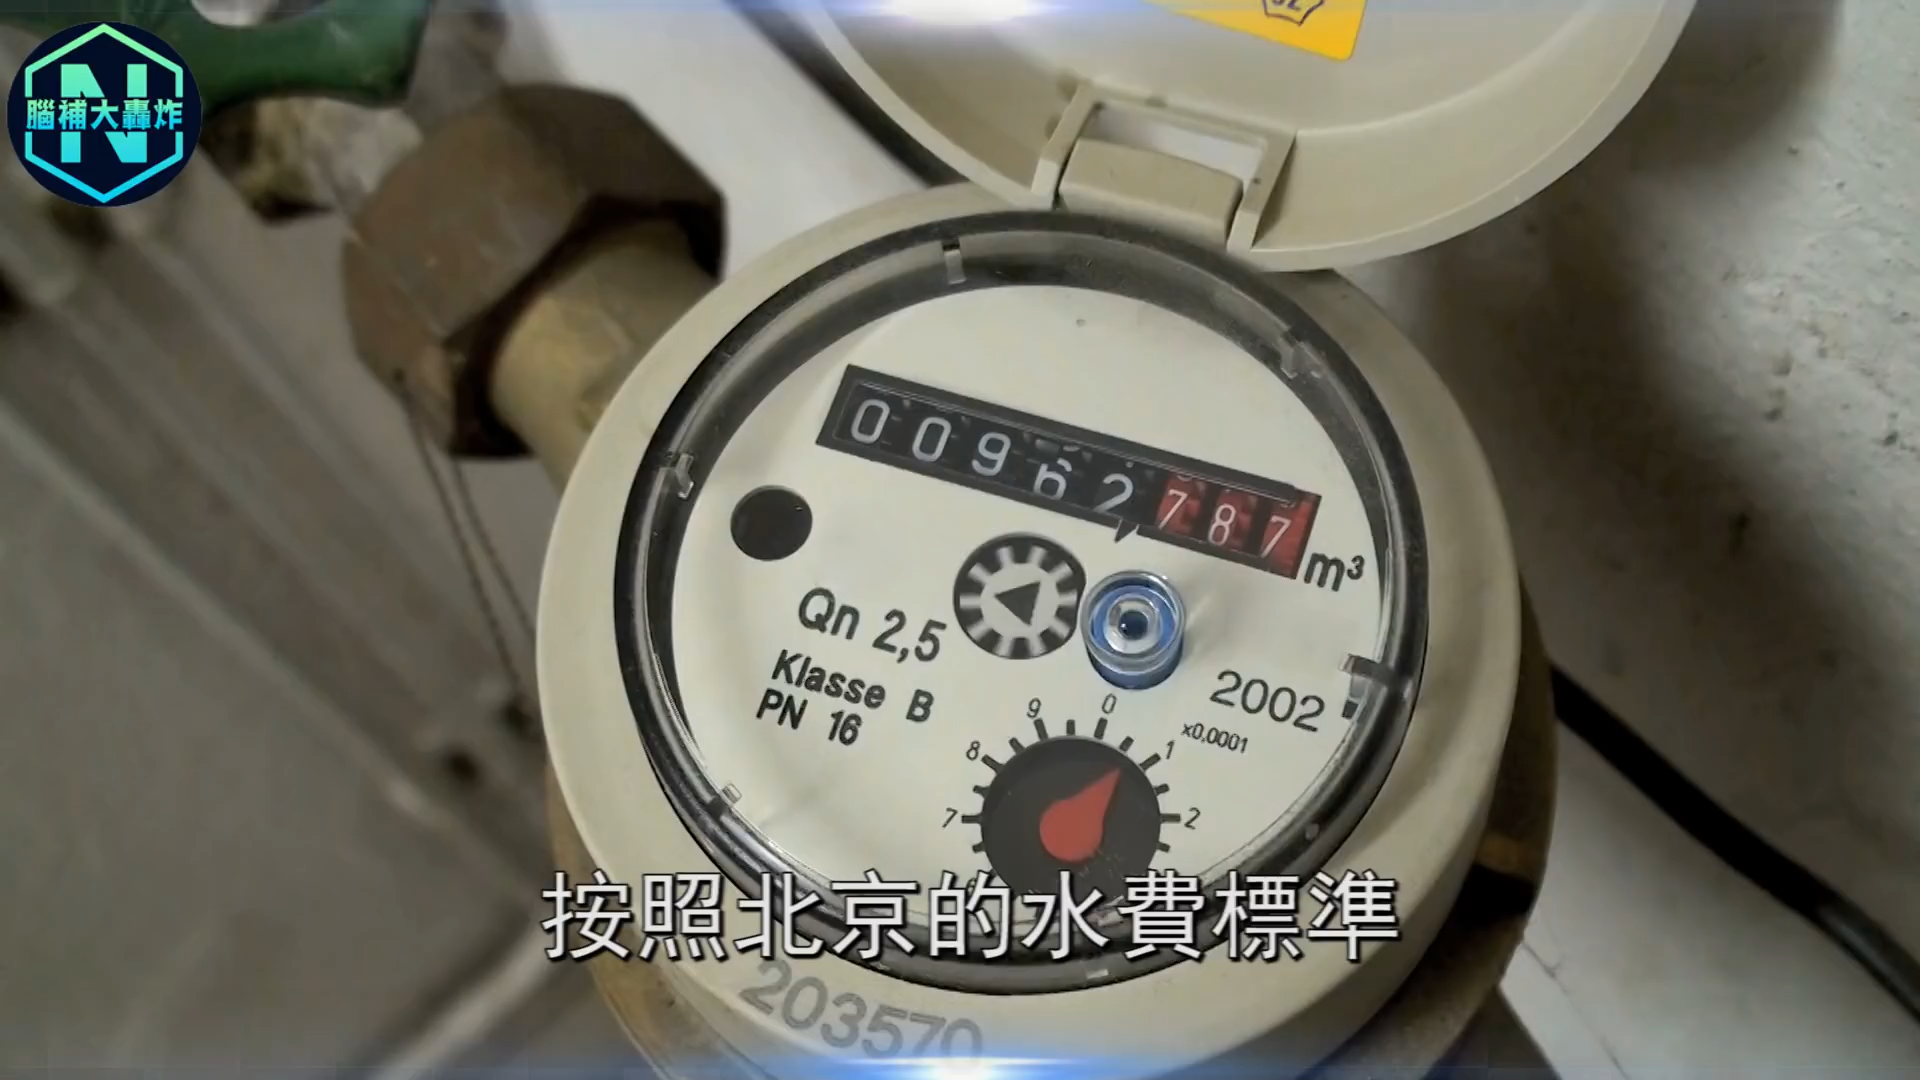 腦補大轟炸
00962787 m³
Qn 2,5
Klasse B
PN 16
2002
x0,0001
9 0 1
8
7 2
按照北京的水費標準
203570